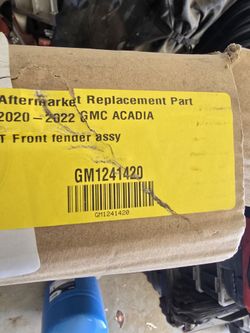 Aftermarket Replacement Part
2020-2022 GMC ACADIA
T Front fender assy
GM1241420
GM1241420